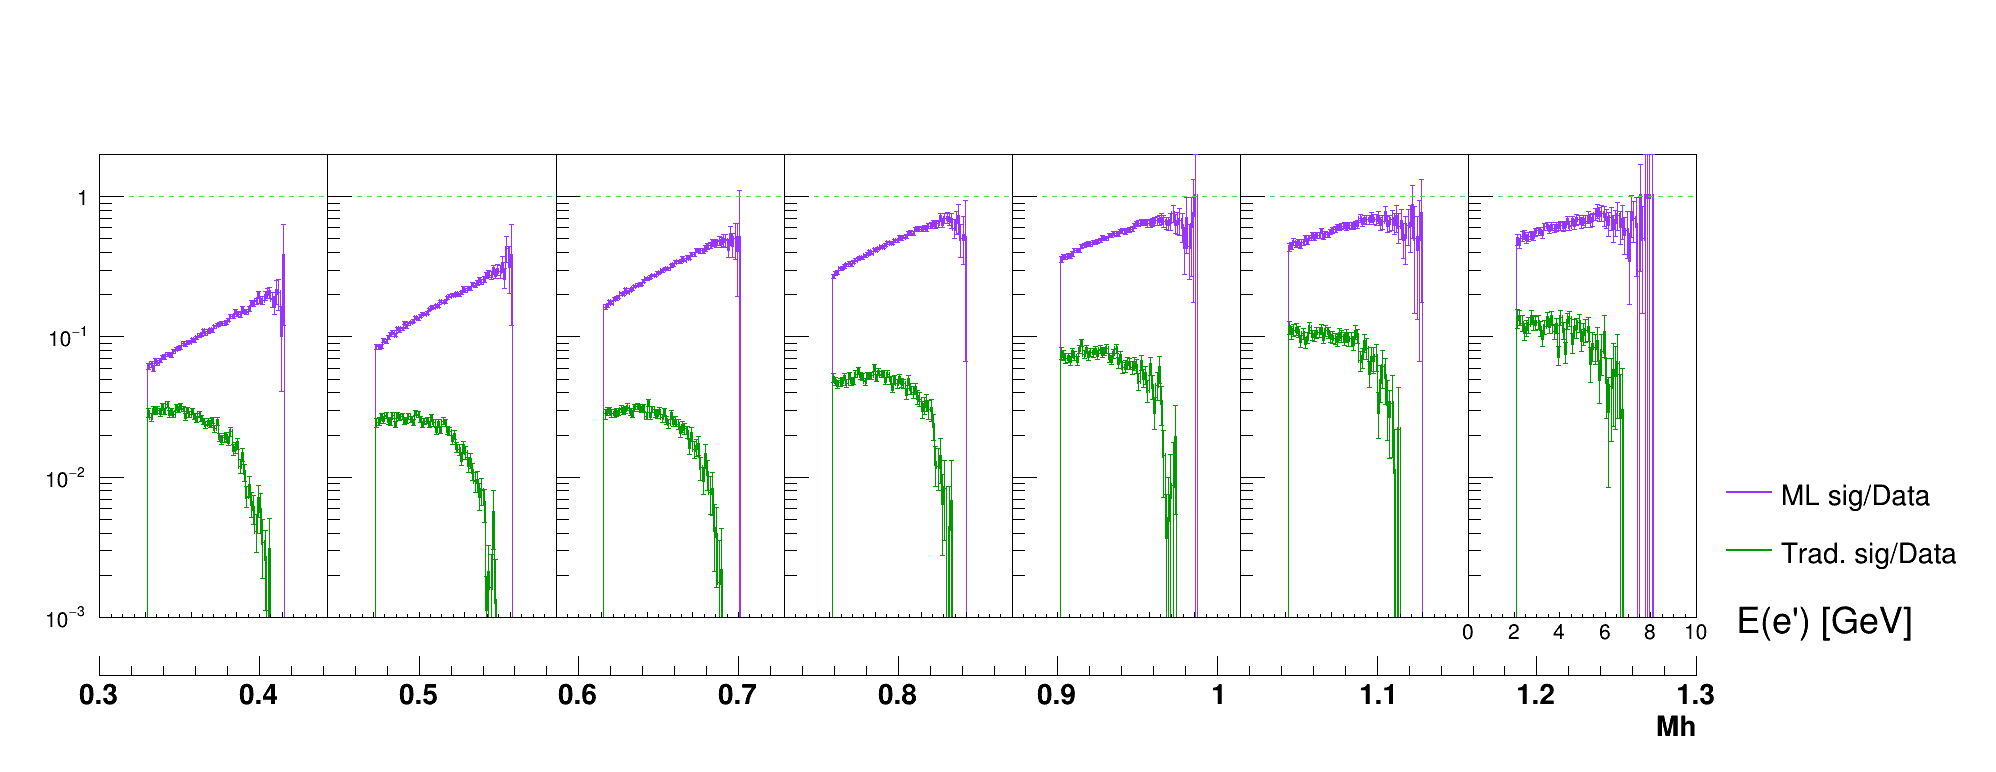 1
10⁻¹
10⁻²
10⁻³
ML sig/Data
Trad. sig/Data
E(e') [GeV]
0 2 4 6 8 10
0.3 0.4 0.5 0.6 0.7 0.8 0.9 1 1.1 1.2 1.3
Mh